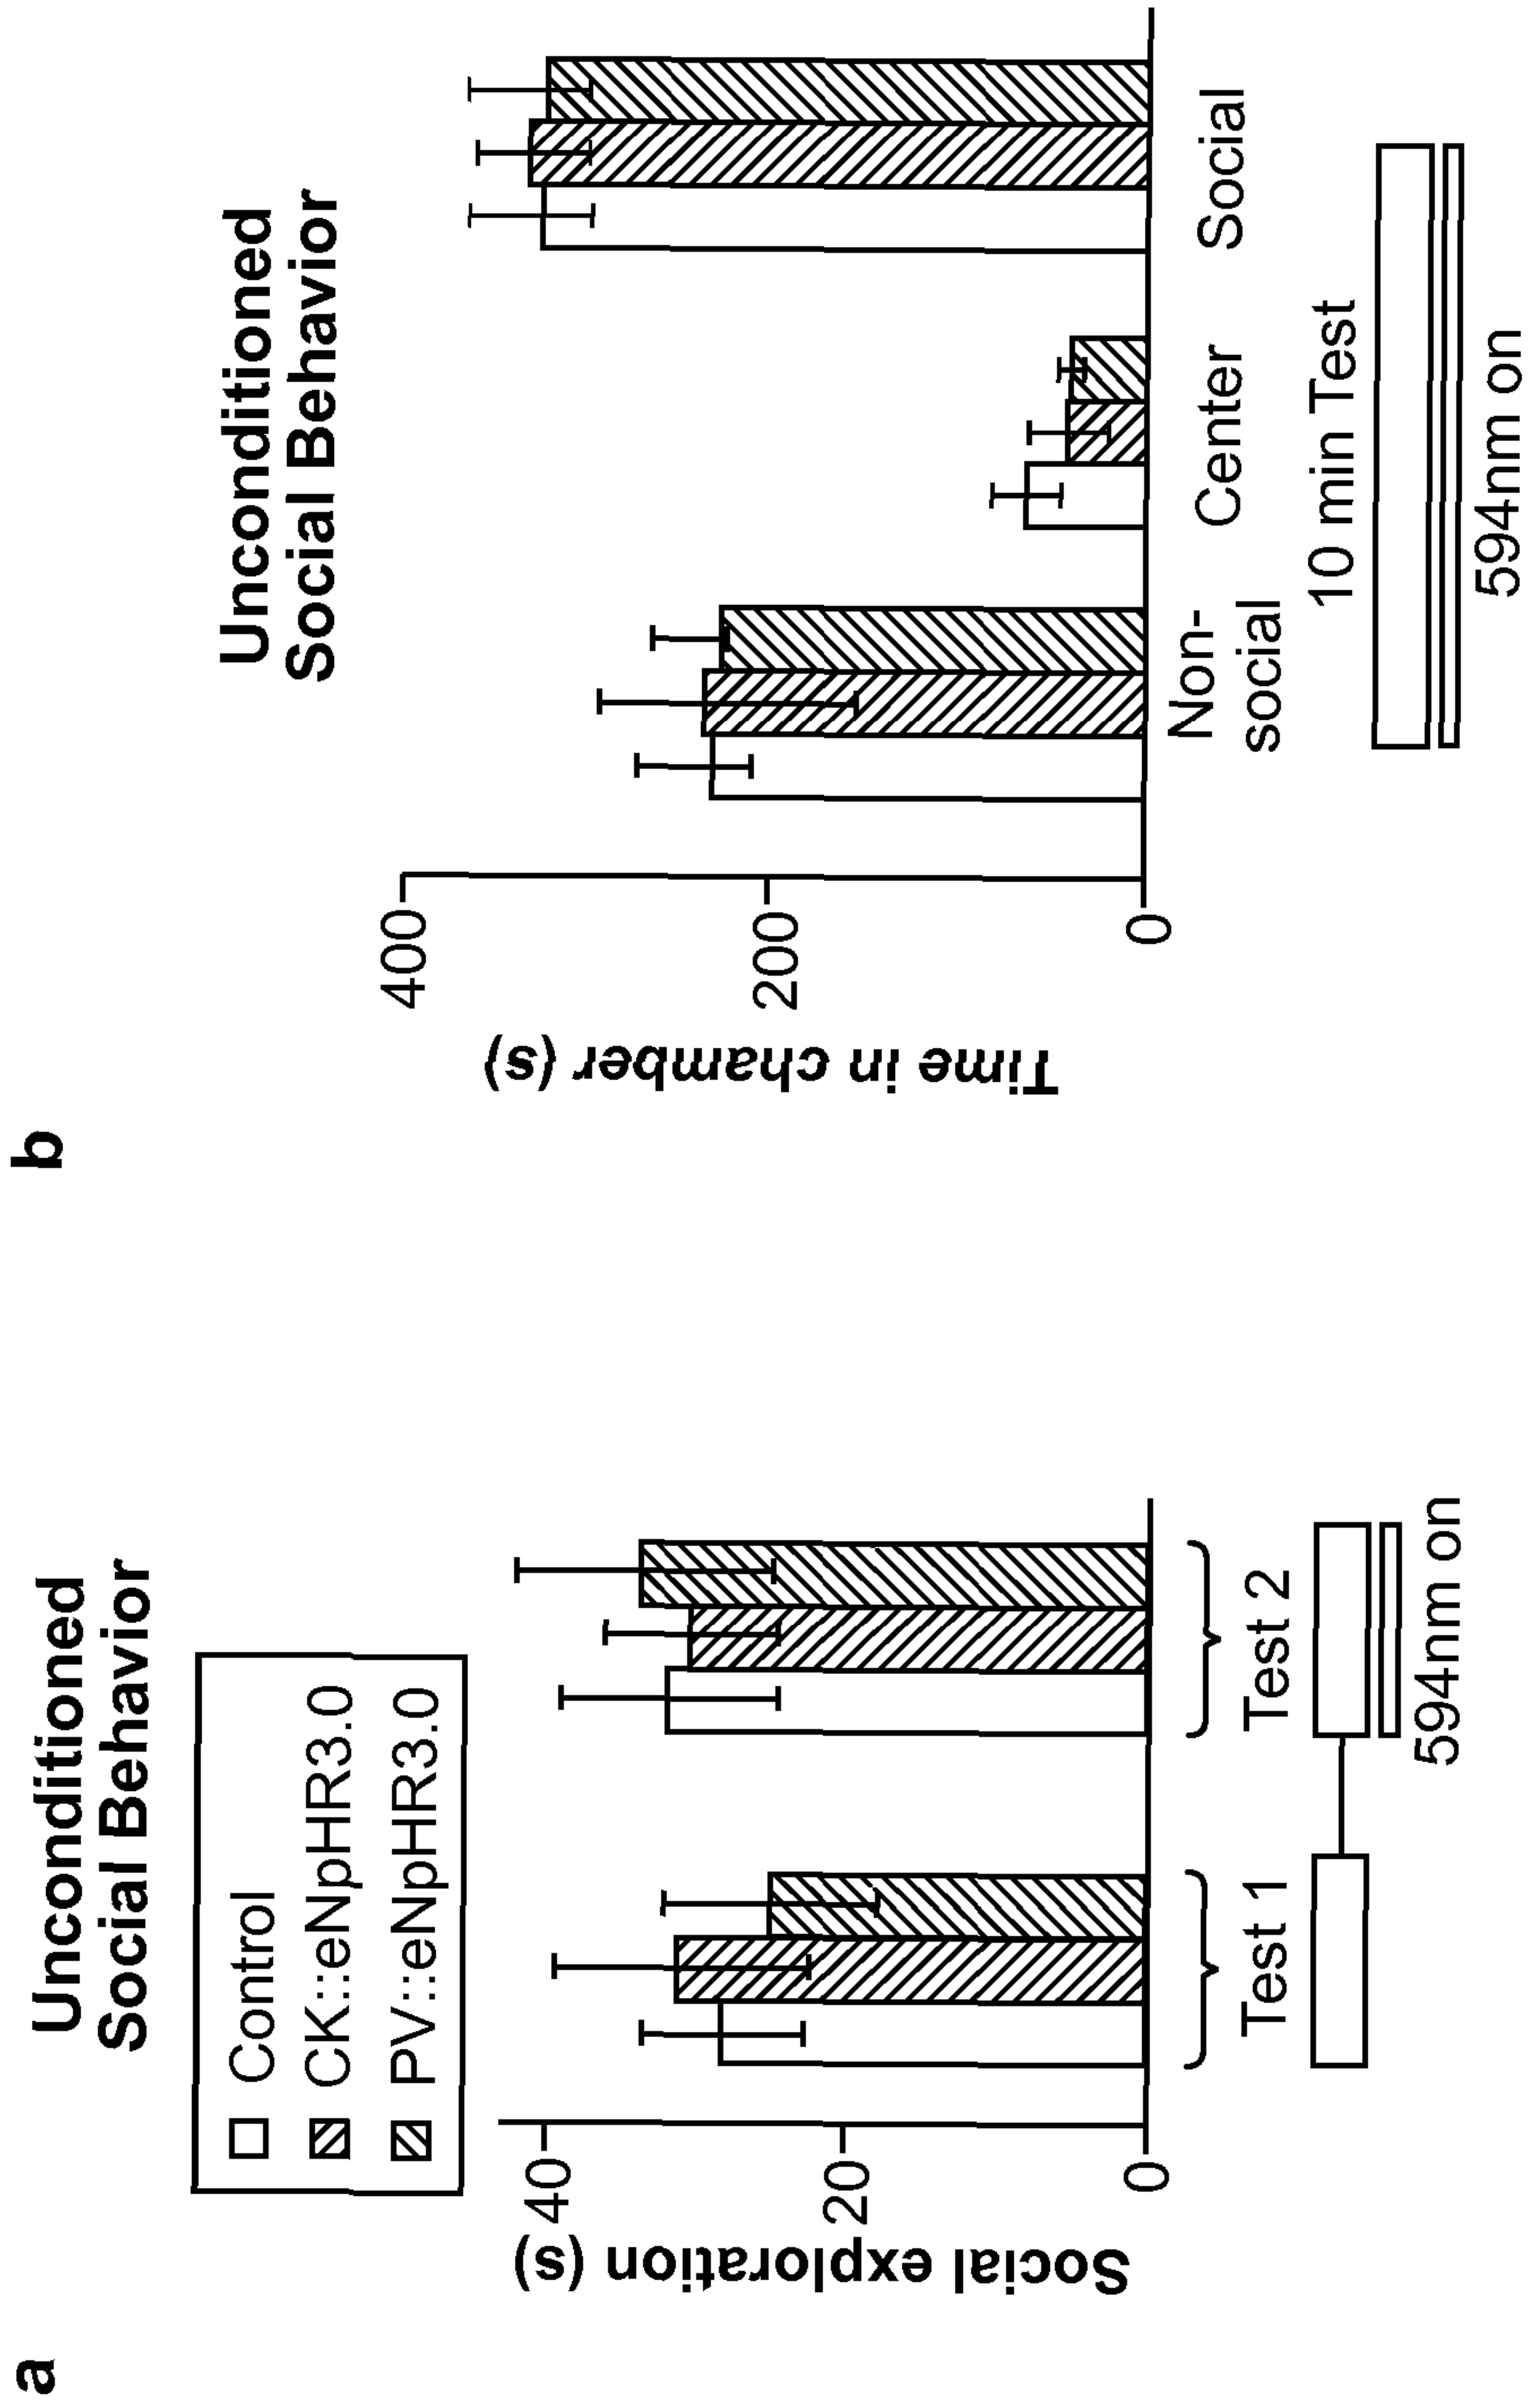 a
Unconditioned
Social Behavior
Control
CK::eNpHR3.0
PV::eNpHR3.0
Social exploration (s)
40
20
0
Test 1
Test 2
594nm on
b
Unconditioned
Social Behavior
Time in chamber (s)
400
200
0
Non-
social
Center
Social
10 min Test
594nm on